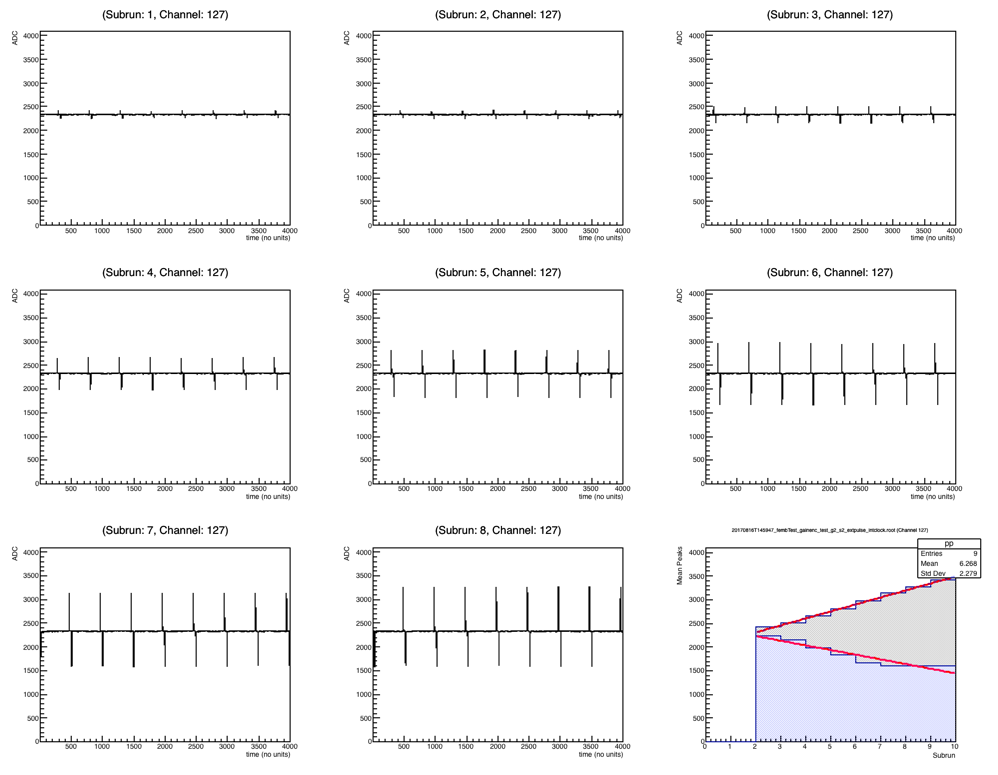 (Subrun: 1, Channel: 127)
ADC
4000
3500
3000
2500
2000
1500
1000
500
0
500 1000 1500 2000 2500 3000 3500 4000
time (no units)
(Subrun: 2, Channel: 127)
ADC
4000
3500
3000
2500
2000
1500
1000
500
0
500 1000 1500 2000 2500 3000 3500 4000
time (no units)
(Subrun: 3, Channel: 127)
ADC
4000
3500
3000
2500
2000
1500
1000
500
0
500 1000 1500 2000 2500 3000 3500 4000
time (no units)
(Subrun: 4, Channel: 127)
ADC
4000
3500
3000
2500
2000
1500
1000
500
0
500 1000 1500 2000 2500 3000 3500 4000
time (no units)
(Subrun: 5, Channel: 127)
ADC
4000
3500
3000
2500
2000
1500
1000
500
0
500 1000 1500 2000 2500 3000 3500 4000
time (no units)
(Subrun: 6, Channel: 127)
ADC
4000
3500
3000
2500
2000
1500
1000
500
0
500 1000 1500 2000 2500 3000 3500 4000
time (no units)
(Subrun: 7, Channel: 127)
ADC
4000
3500
3000
2500
2000
1500
1000
500
0
500 1000 1500 2000 2500 3000 3500 4000
time (no units)
(Subrun: 8, Channel: 127)
ADC
4000
3500
3000
2500
2000
1500
1000
500
0
500 1000 1500 2000 2500 3000 3500 4000
time (no units)
20170816T145947_fembTest_gainenc_test_g2_s2_extpulse_intclock.root (Channel 127)
pp
Entries 9
Mean 6.268
Std Dev 2.279
Mean Peaks
4000
3500
3000
2500
2000
1500
1000
500
0
0 1 2 3 4 5 6 7 8 9 10
Subrun